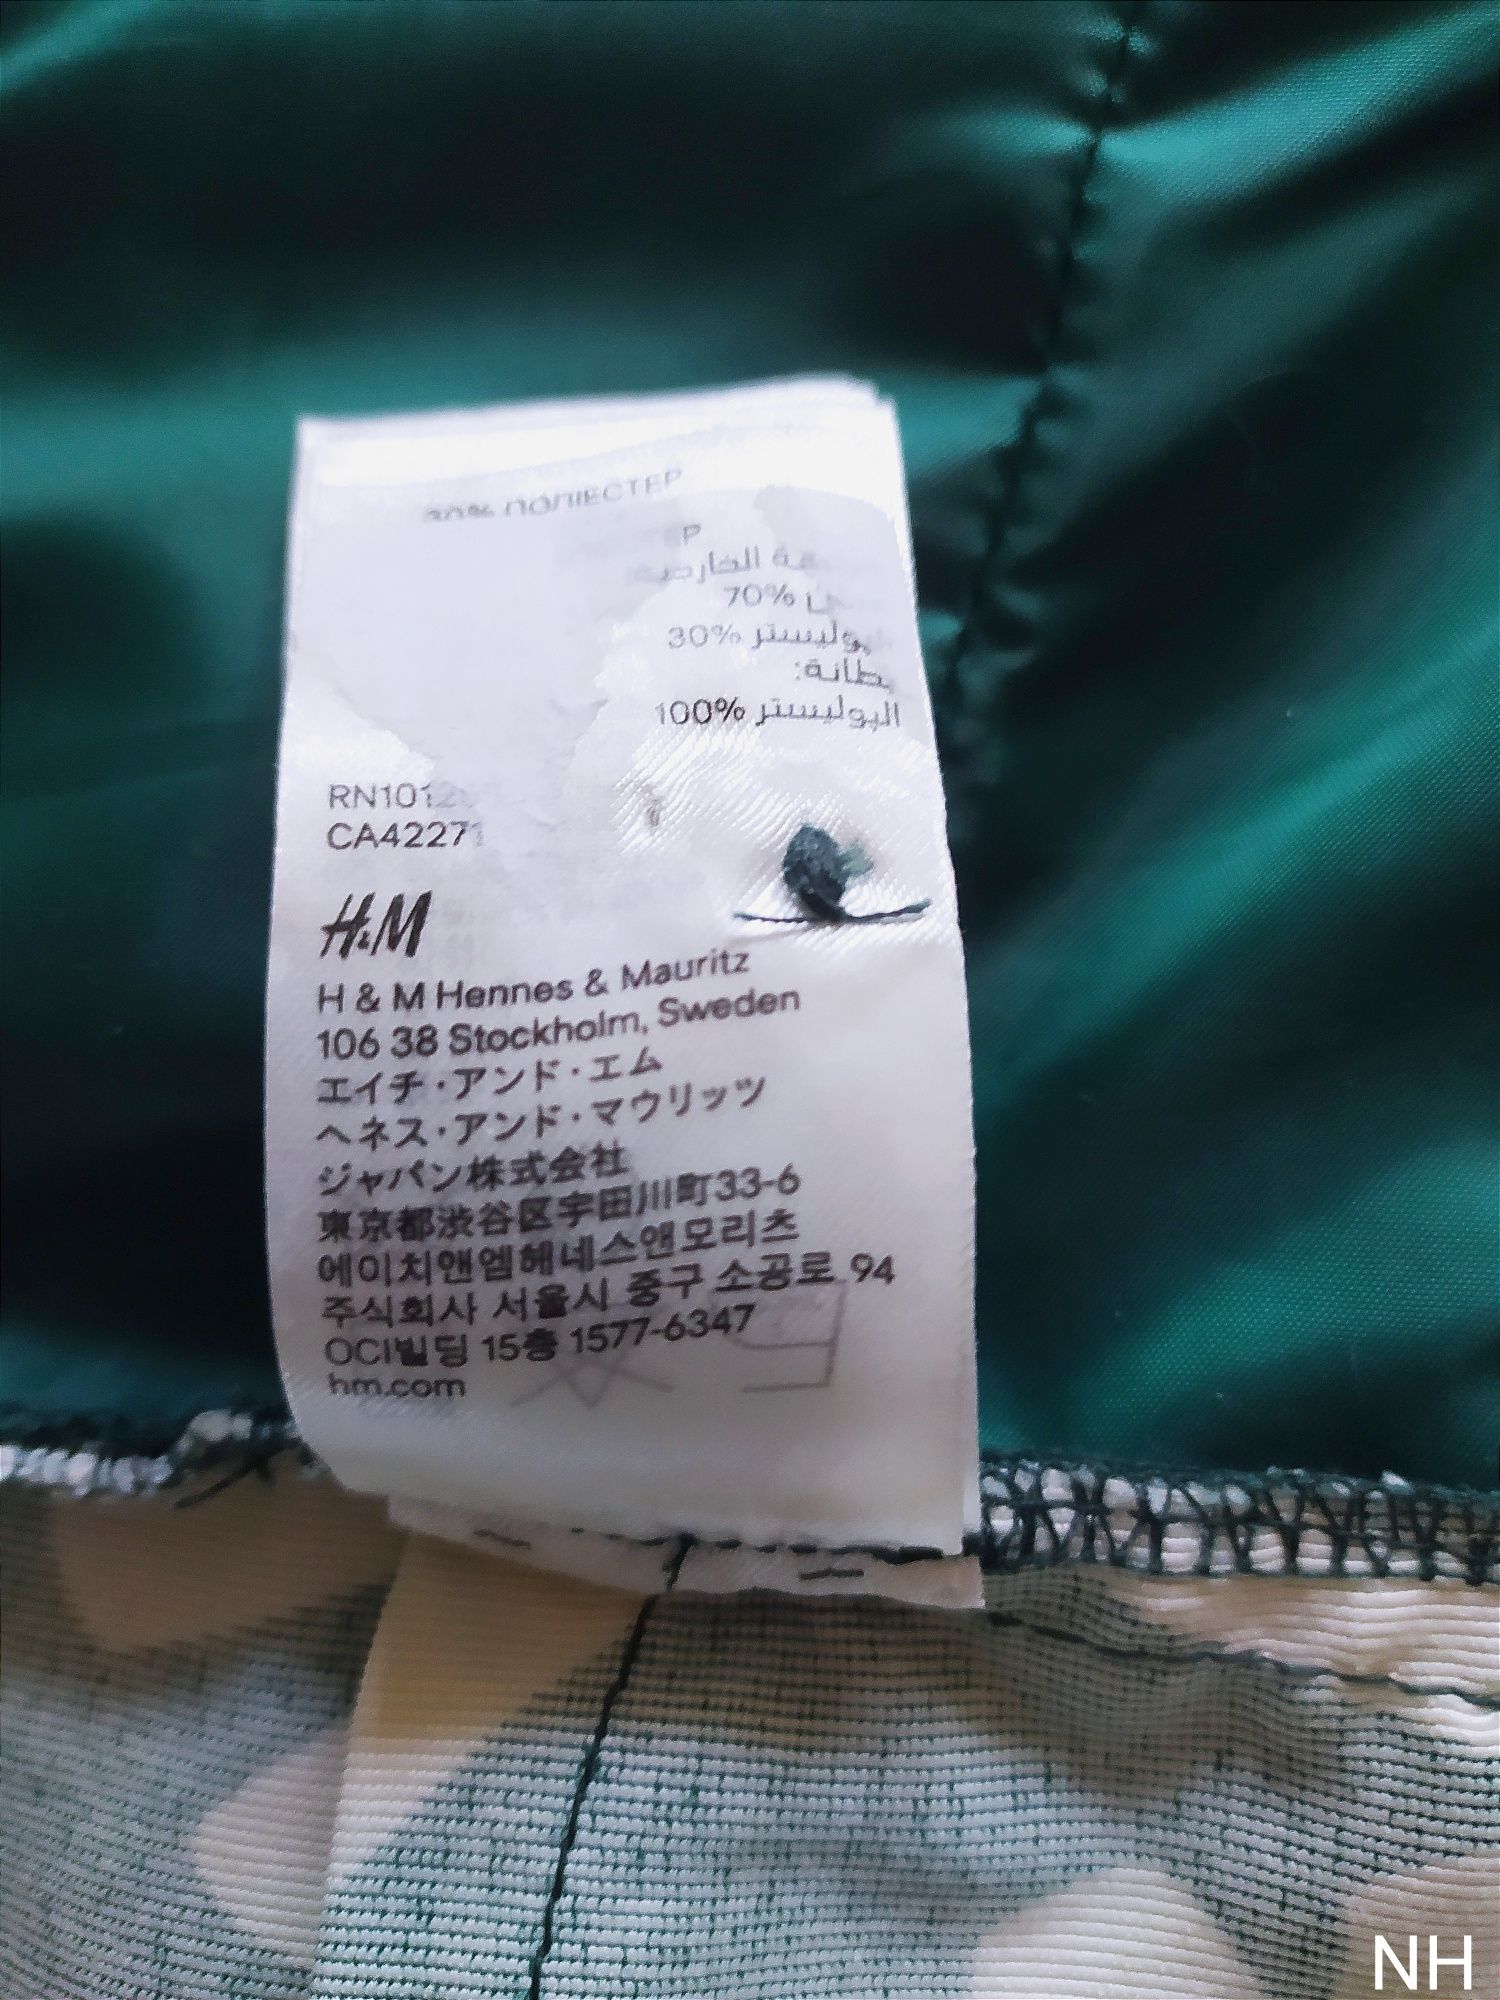 30% ПОЛІЕСТЕР
70%
30% بوليستر
بطانة:
100% البوليستر
CA42271
H&M
H & M Hennes & Mauritz
106 38 Stockholm, Sweden
エイチ・アンド・エム
ヘネス・アンド・マウリッツ
ジャパン株式会社
東京都渋谷区宇田川町33-6
에이치앤엠헤네스앤모리츠
주식회사 서울시 중구 소공로 94
OCI빌딩 15층 1577-6347
hm.com
NH